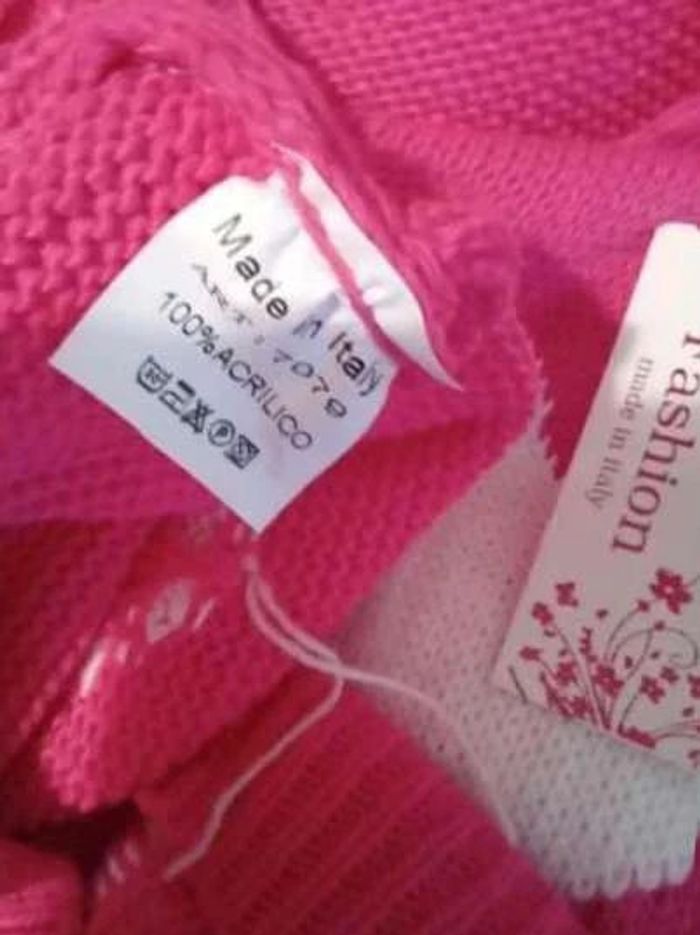 Made in Italy
ART: 7079
100%ACRILICO
Fashion
made in italy